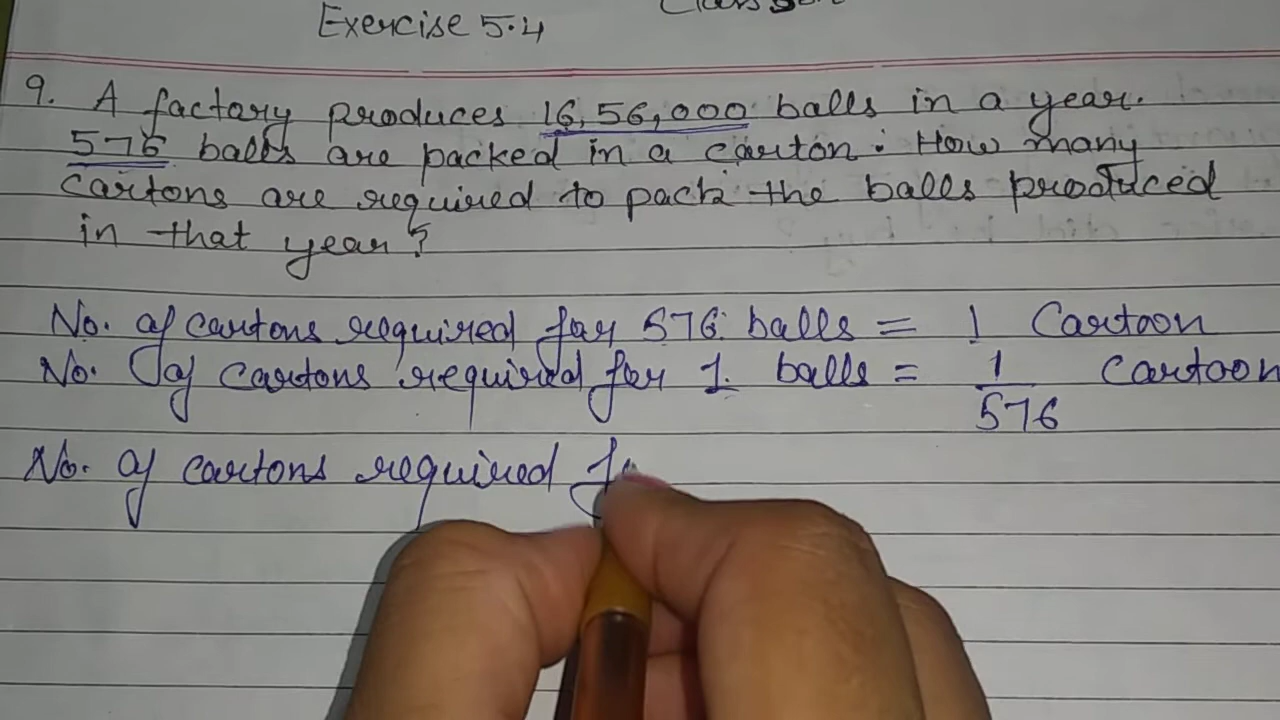 Exercise 5.4
9. A factory produces 16,56,000 balls in a year.
576 balls are packed in a carton. How many
cartons are required to pack the balls produced
in that year?
No. of cartons required for 576 balls = 1 Cartoon
No. of cartons required for 1 balls = 1/576 Cartoon
No. of cartons required